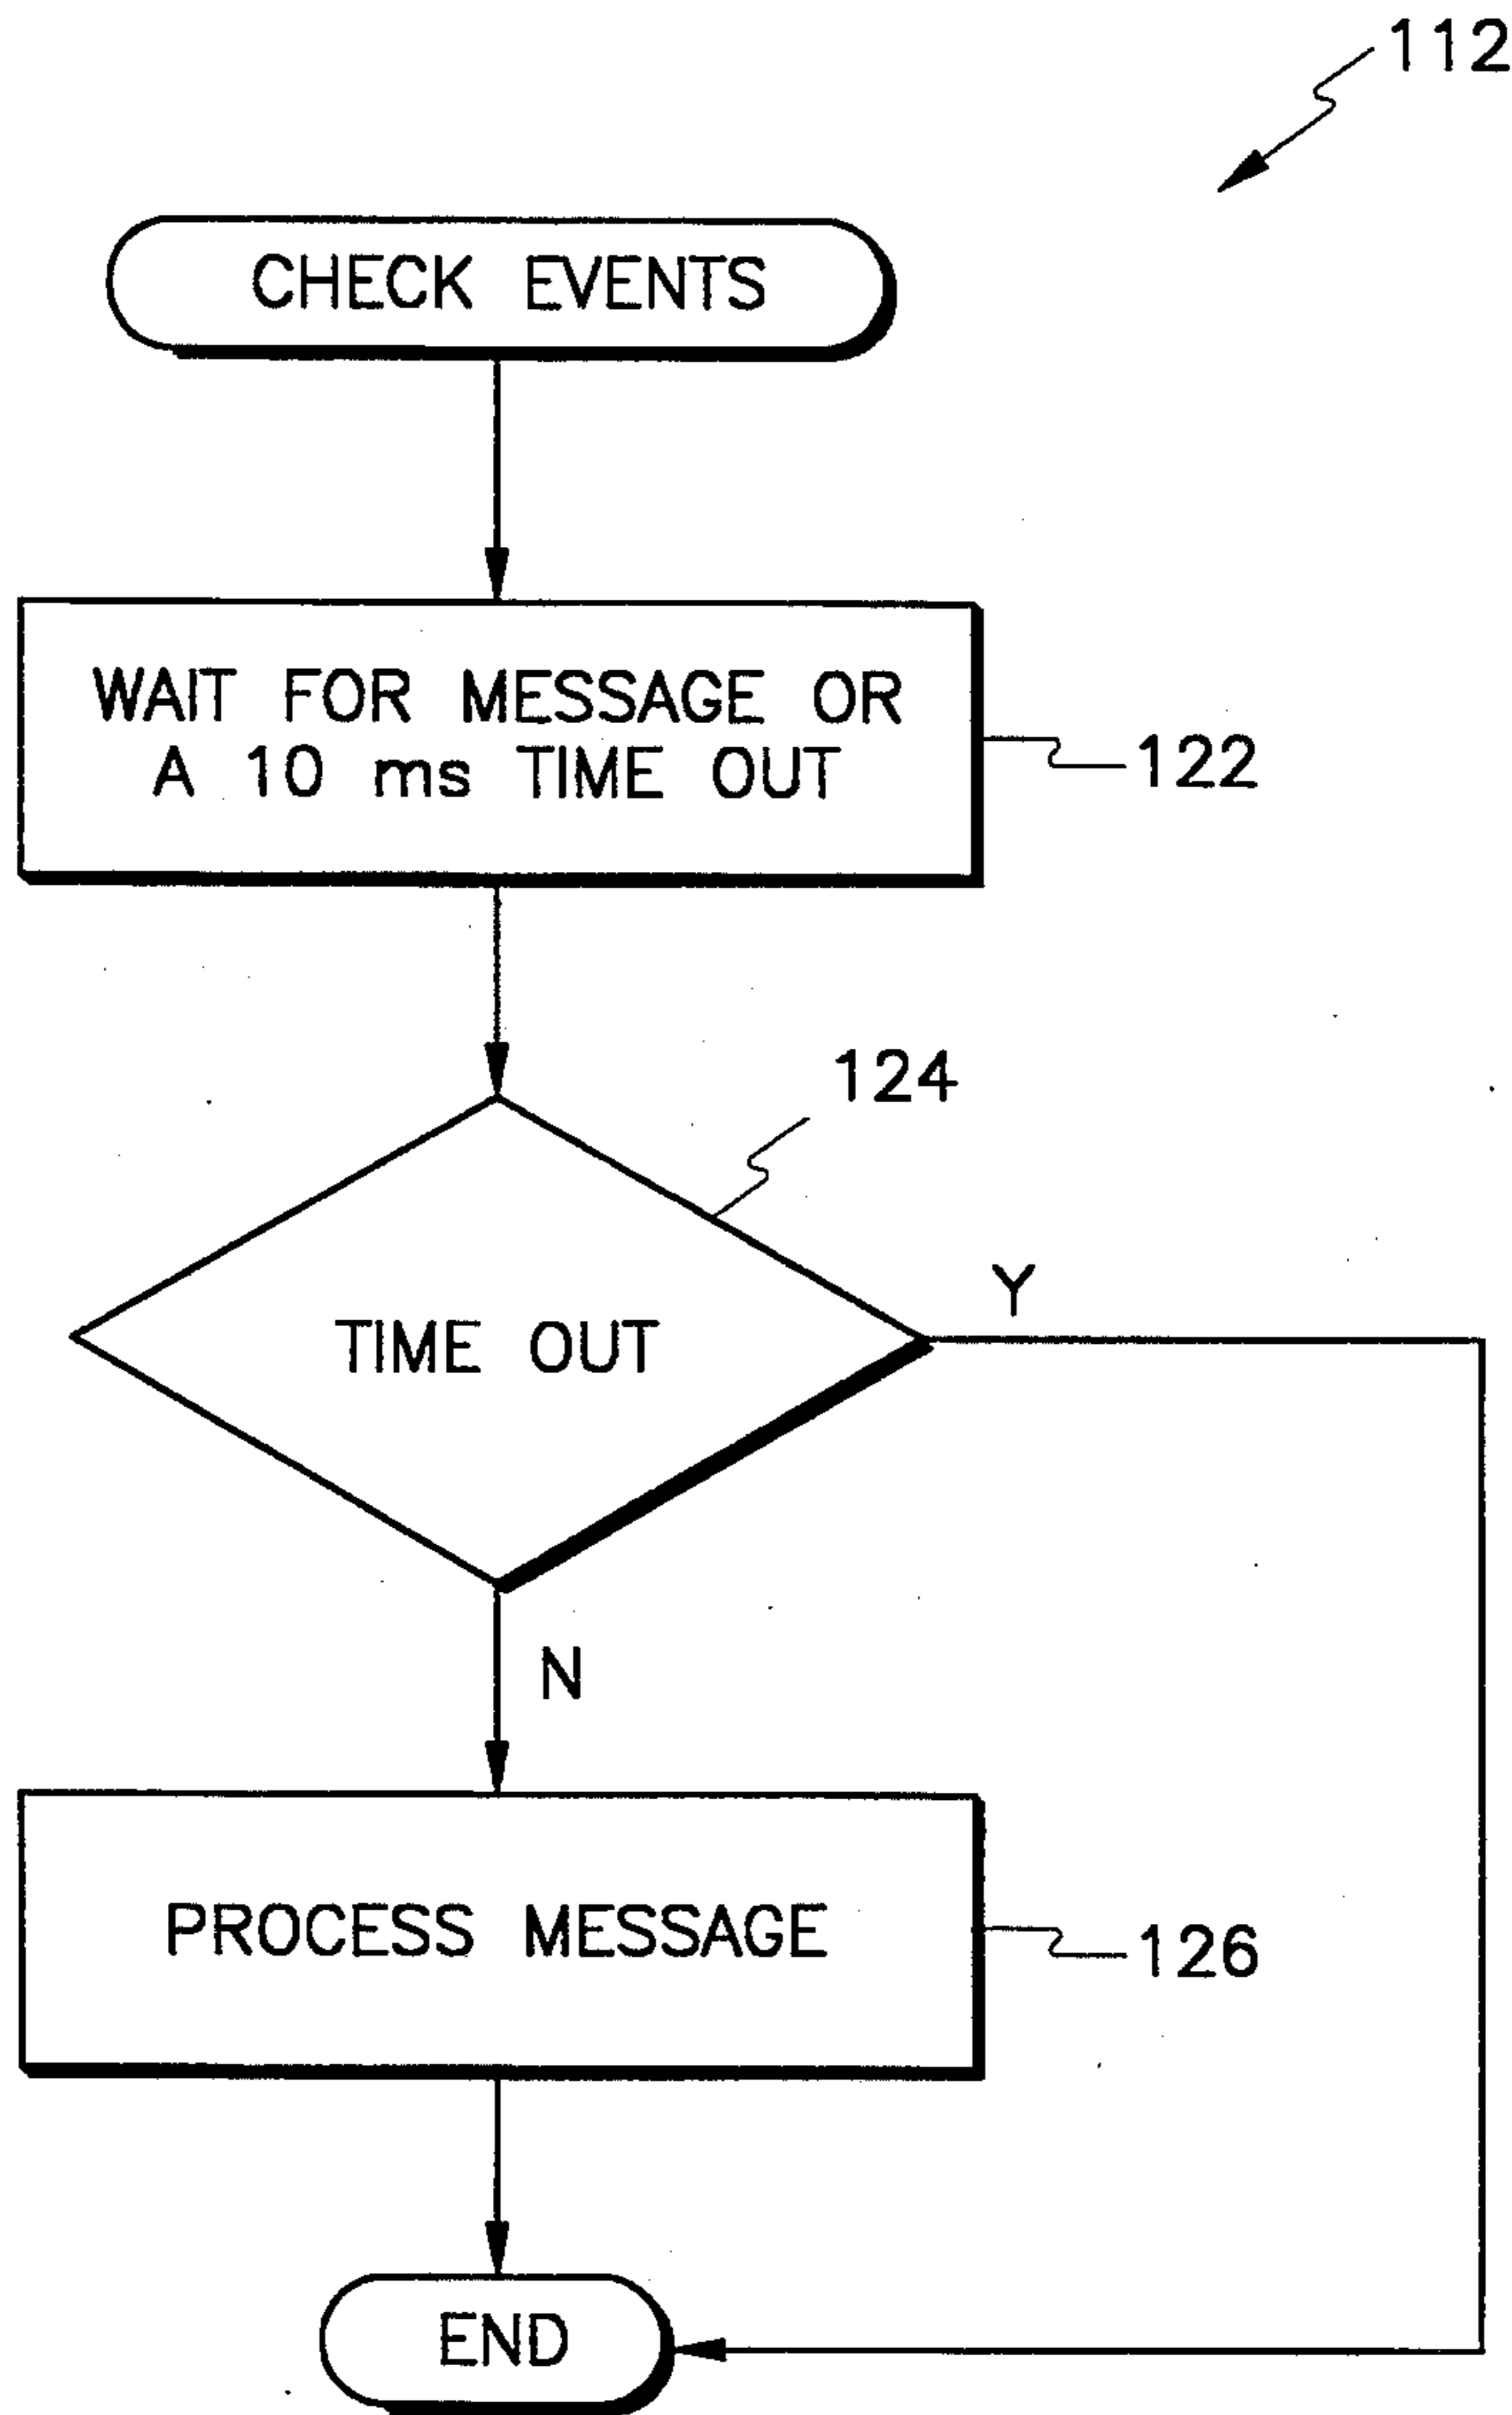 112
CHECK EVENTS
WAIT FOR MESSAGE OR
A 10 ms TIME OUT
122
124
TIME OUT
Y
N
PROCESS MESSAGE
126
END